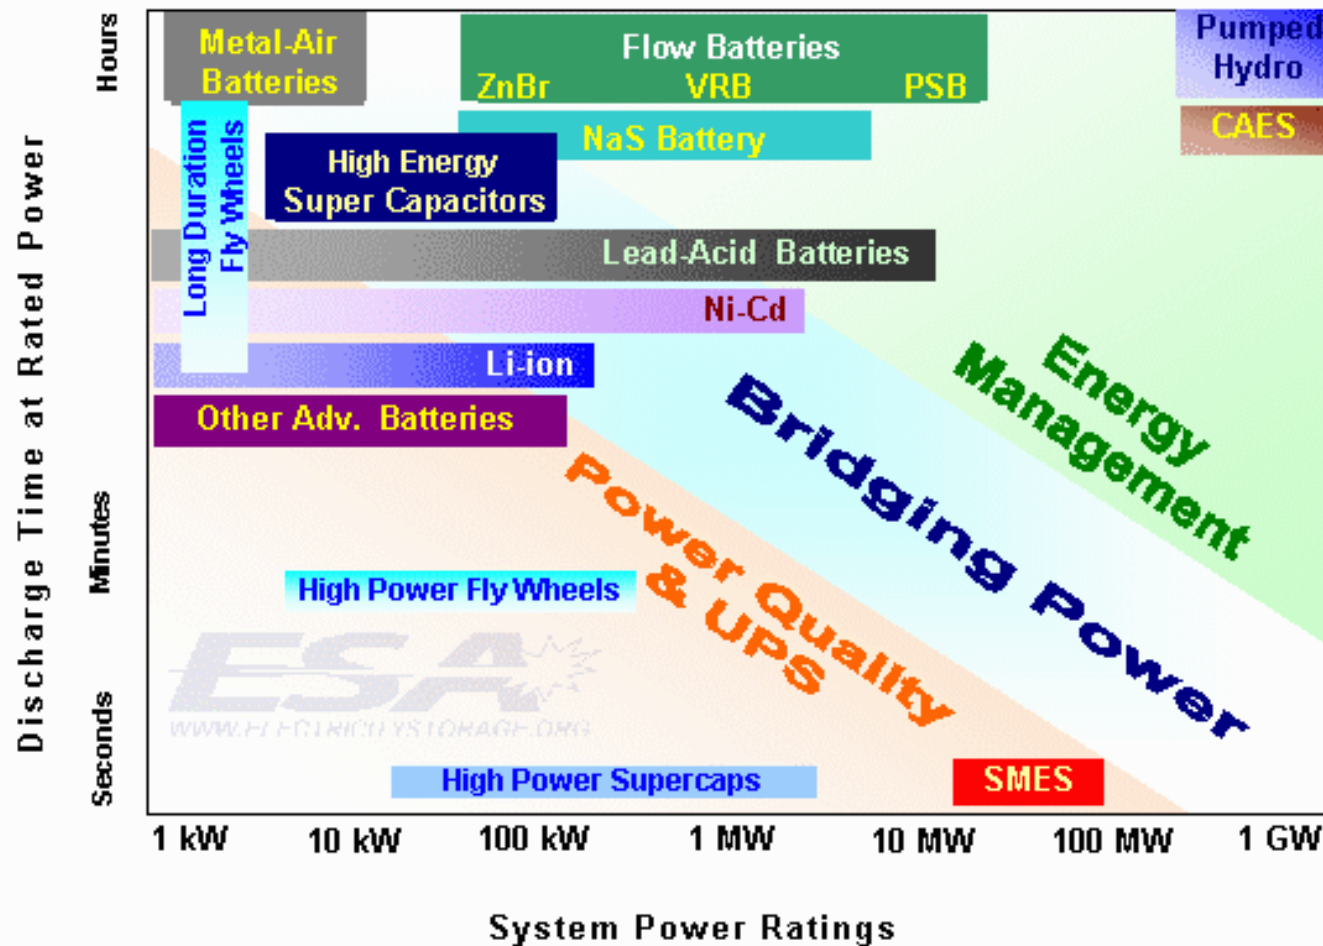 Hours
Minutes
Seconds
Discharge Time at Rated Power
Metal-Air
Batteries
Flow Batteries
ZnBr VRB PSB
Pumped
Hydro
CAES
NaS Battery
High Energy
Super Capacitors
Long Duration
Fly Wheels
Lead-Acid Batteries
Ni-Cd
Li-ion
Other Adv. Batteries
Energy
Management
Bridging Power
Power Quality
& UPS
High Power Fly Wheels
ESA
WWW.ELECTRICITYSTORAGE.ORG
High Power Supercaps
SMES
1 kW 10 kW 100 kW 1 MW 10 MW 100 MW 1 GW
System Power Ratings